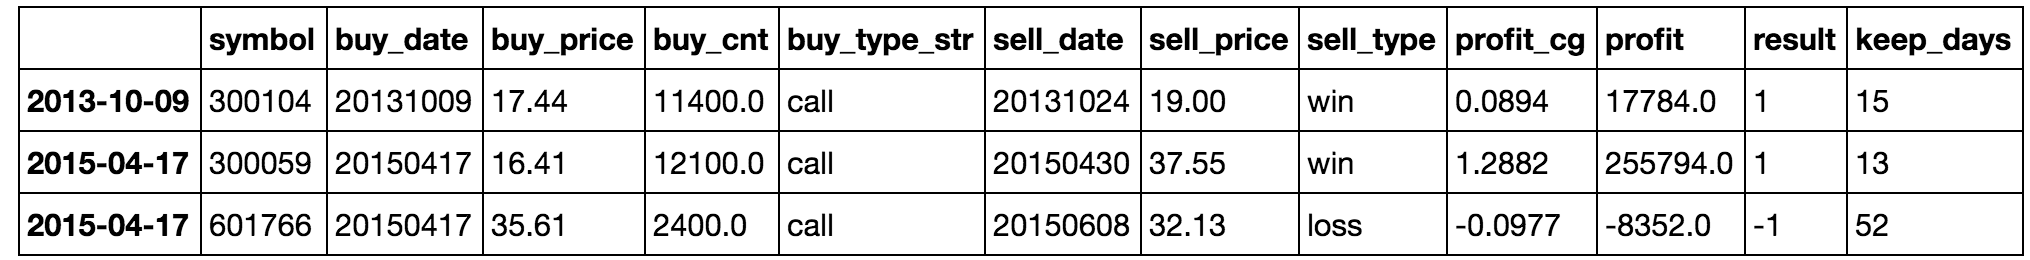 symbol buy_date buy_price buy_cnt buy_type_str sell_date sell_price sell_type profit_cg profit result keep_days
2013-10-09 300104 20131009 17.44 11400.0 call 20131024 19.00 win 0.0894 17784.0 1 15
2015-04-17 300059 20150417 16.41 12100.0 call 20150430 37.55 win 1.2882 255794.0 1 13
2015-04-17 601766 20150417 35.61 2400.0 call 20150608 32.13 loss -0.0977 -8352.0 -1 52